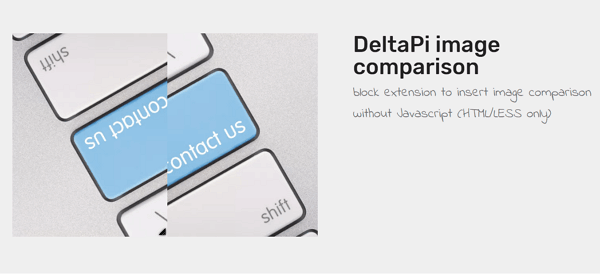 DeltaPi image
comparison
block extension to insert image comparison
without Javascript (HTML/LESS only)
shift
contact us
contact us
shift